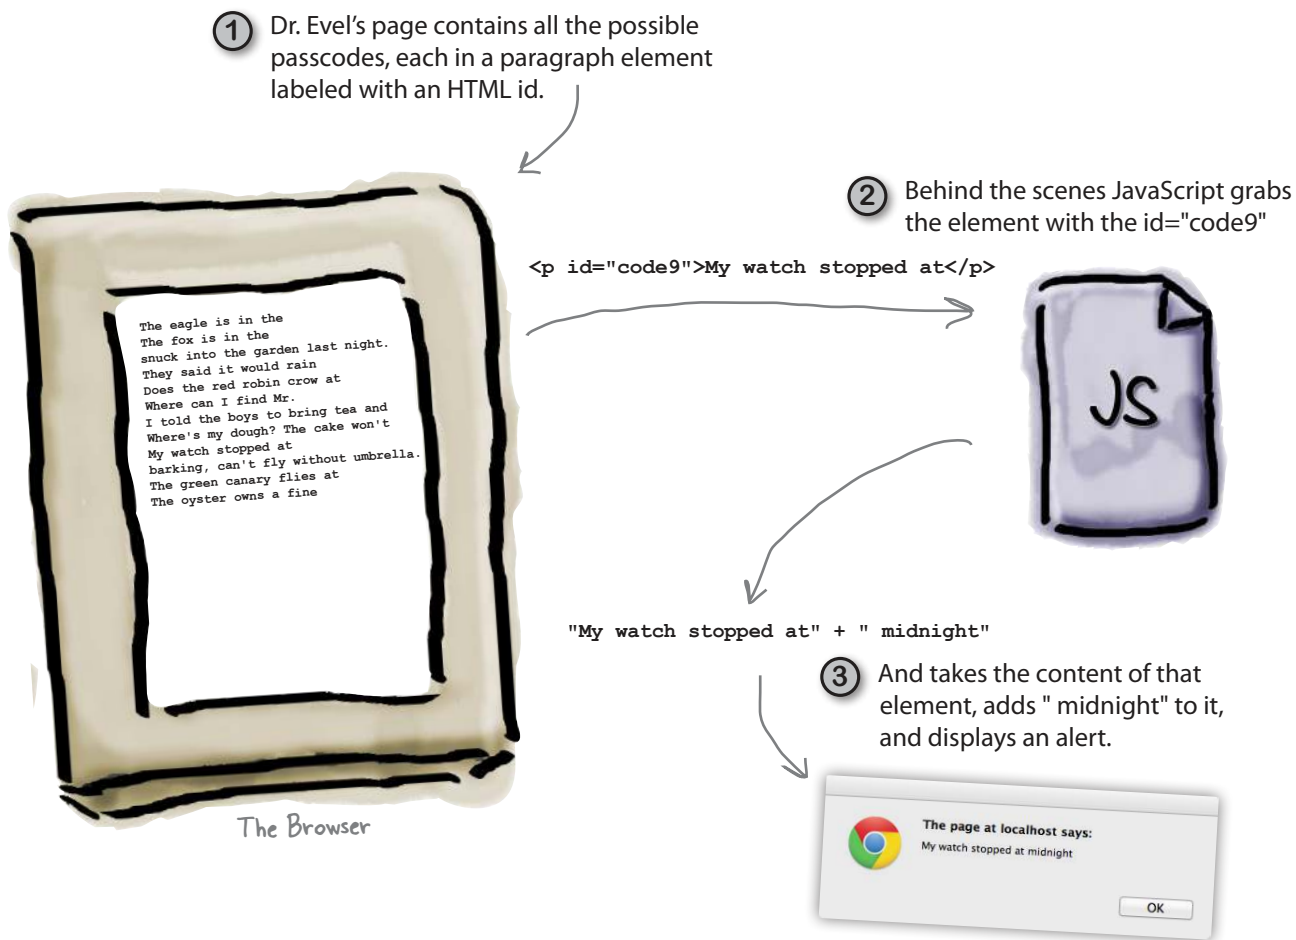 1 Dr. Evel's page contains all the possible
passcodes, each in a paragraph element
labeled with an HTML id.
2 Behind the scenes JavaScript grabs
the element with the id="code9"
<p id="code9">My watch stopped at</p>
The eagle is in the
The fox is in the
snuck into the garden last night.
They said it would rain
Does the red robin crow at
Where can I find Mr.
I told the boys to bring tea and
Where's my dough? The cake won't
My watch stopped at
barking, can't fly without umbrella.
The green canary flies at
The oyster owns a fine
JS
"My watch stopped at" + " midnight"
3 And takes the content of that
element, adds " midnight" to it,
and displays an alert.
The Browser
The page at localhost says:
My watch stopped at midnight
OK